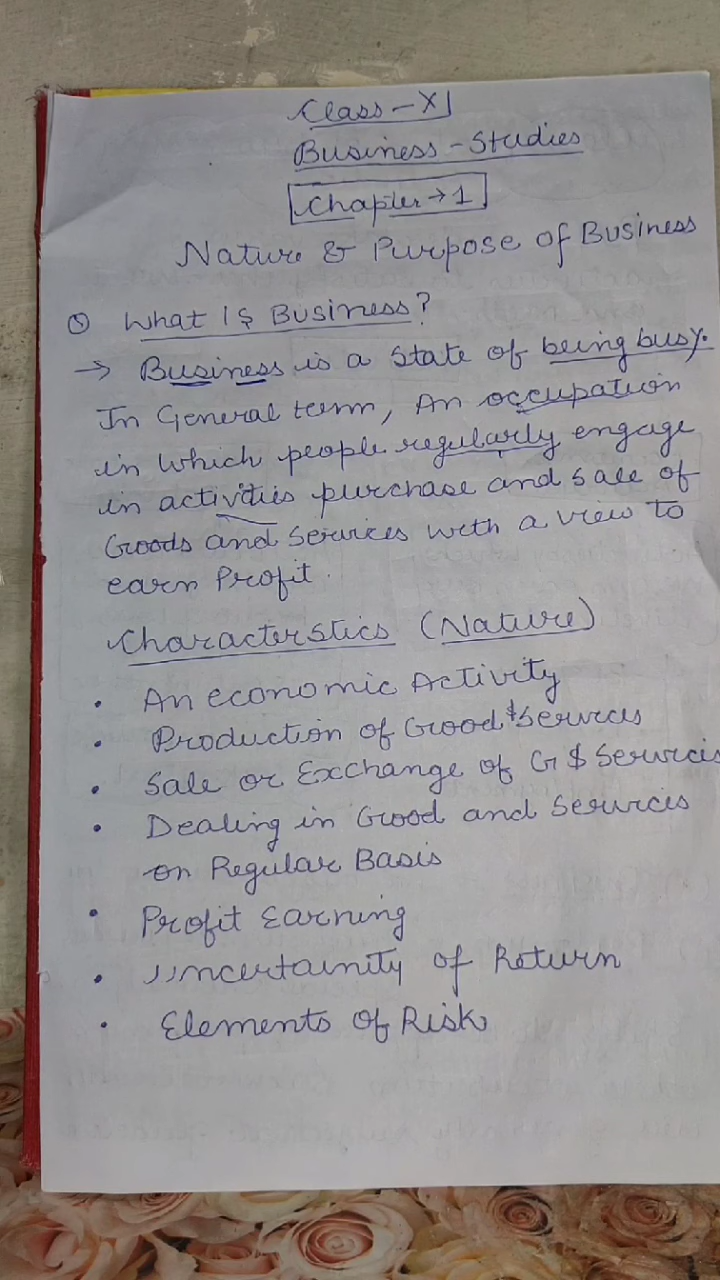 Class - XI
Business - Studies
Chapter → 1
Nature & Purpose of Business
What Is Business?
→ Business is a state of being busy.
In General term, An occupation
in which people regularly engage
in activities purchase and sale of
Goods and Services with a view to
earn Profit.
Characterstics (Nature)
• An economic Activity
• Production of Good & Services
• Sale or Exchange of G & Services
• Dealing in Good and Services
on Regular Basis
• Profit Earning
• Uncertainity of Return
• Elements of Risk